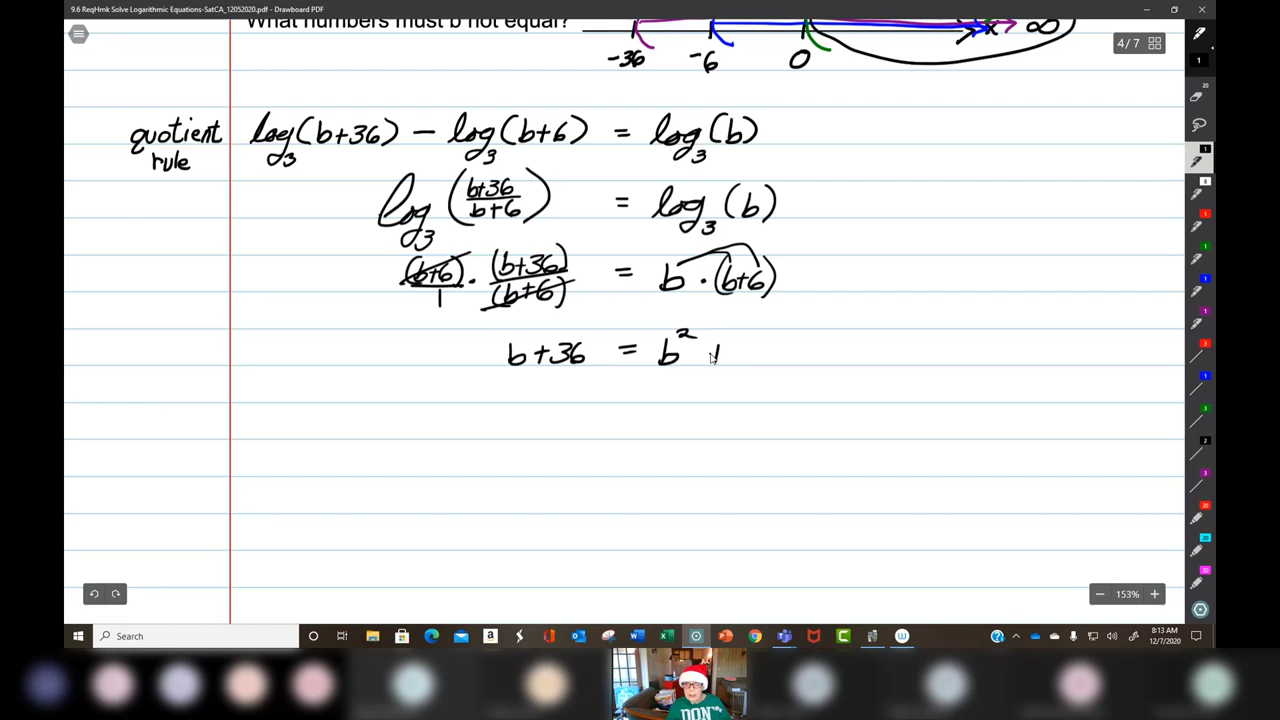 9.6 ReqHmk Solve Logarithmic Equations-SatCA_12052020.pdf - Drawboard PDF
What numbers must b not equal?
-36 -6 0 x ∞
4 / 7
quotient rule log₃(b+36) - log₃(b+6) = log₃(b)
log₃((b+36)/(b+6)) = log₃(b)
(b+6)/1 · (b+36)/(b+6) = b · (b+6)
b+36 = b²
153%
Search
8:13 AM
12/7/2020
DON